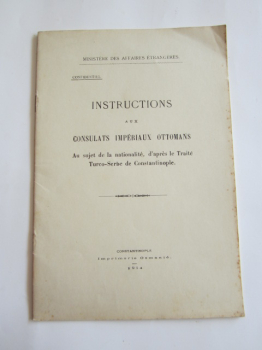 MINISTÈRE DES AFFAIRES ÉTRANGÈRES
INSTRUCTIONS
AUX
CONSULATS IMPÉRIAUX OTTOMANS
Au sujet de la nationalité, d'après le Traité
Turco-Serbe de Constantinople.
CONSTANTINOPLE
Imprimerie
1914